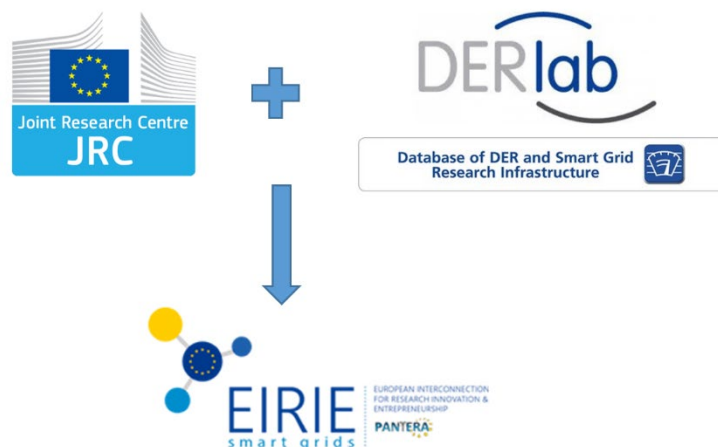 Joint Research Centre
JRC
DERlab
Database of DER and Smart Grid
Research Infrastructure
EIRIE
smart grids
EUROPEAN INTERCONNECTION
FOR RESEARCH INNOVATION &
ENTREPRENEURSHIP
PANTERA